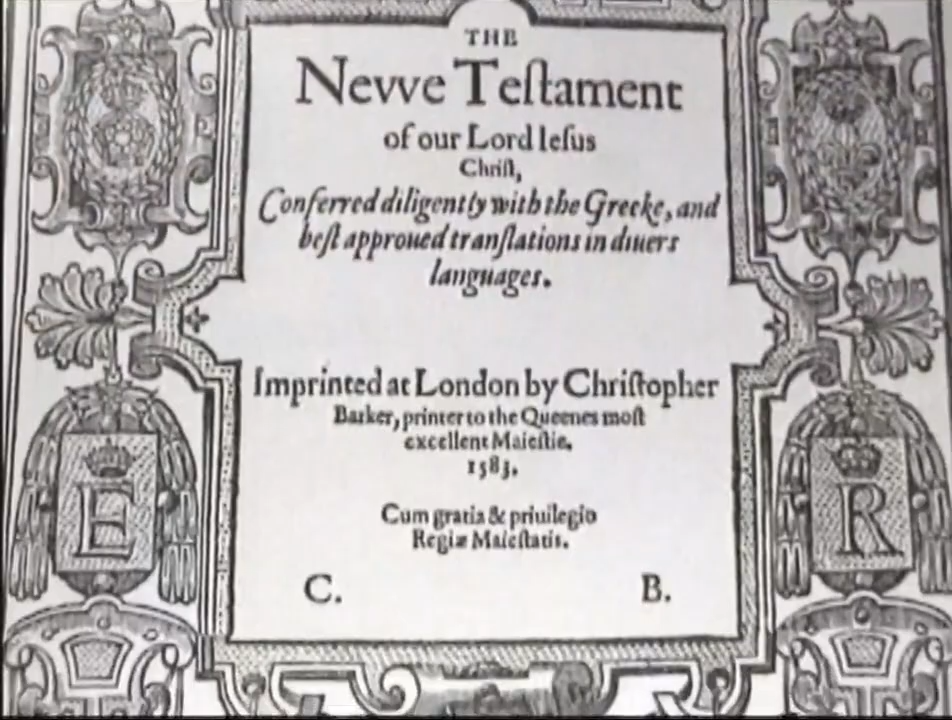 THE
Nevve Teſtament
of our Lord Ieſus
Chriſt,
Conferred diligently with the Greeke, and
beſt approued tranſlations in diuers
languages.
Imprinted at London by Chriſtopher
Barker, printer to the Queenes moſt
excellent Maieſtie.
1583.
Cum gratia & priuilegio
Regiæ Maieſtatis.
C. B.
E R